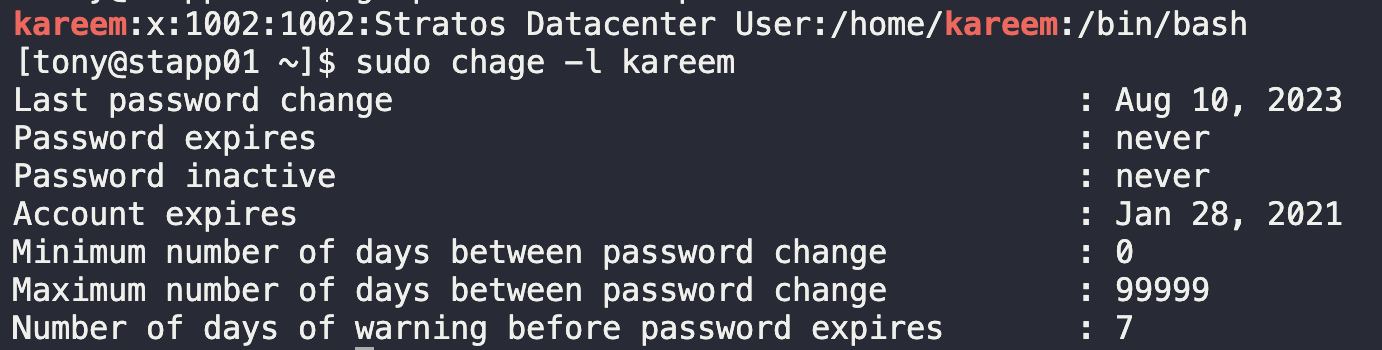 kareem:x:1002:1002:Stratos Datacenter User:/home/kareem:/bin/bash
[tony@stapp01 ~]$ sudo chage -l kareem
Last password change : Aug 10, 2023
Password expires : never
Password inactive : never
Account expires : Jan 28, 2021
Minimum number of days between password change : 0
Maximum number of days between password change : 99999
Number of days of warning before password expires : 7